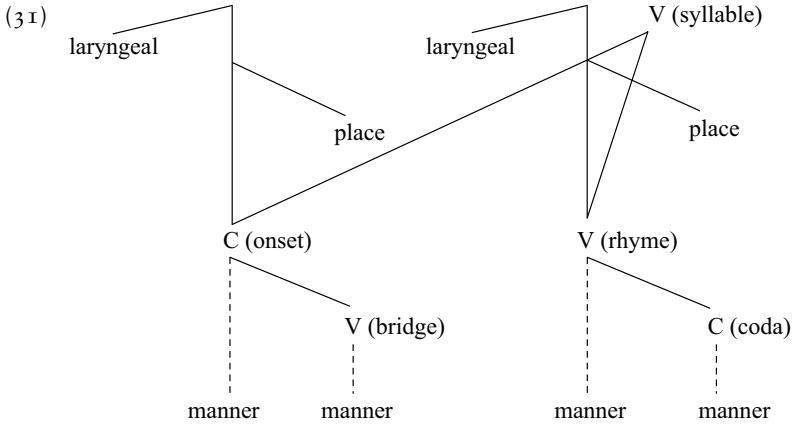 (31)
V (syllable)
laryngeal laryngeal
place
place
C (onset) V (rhyme)
V (bridge) C (coda)
manner manner manner manner